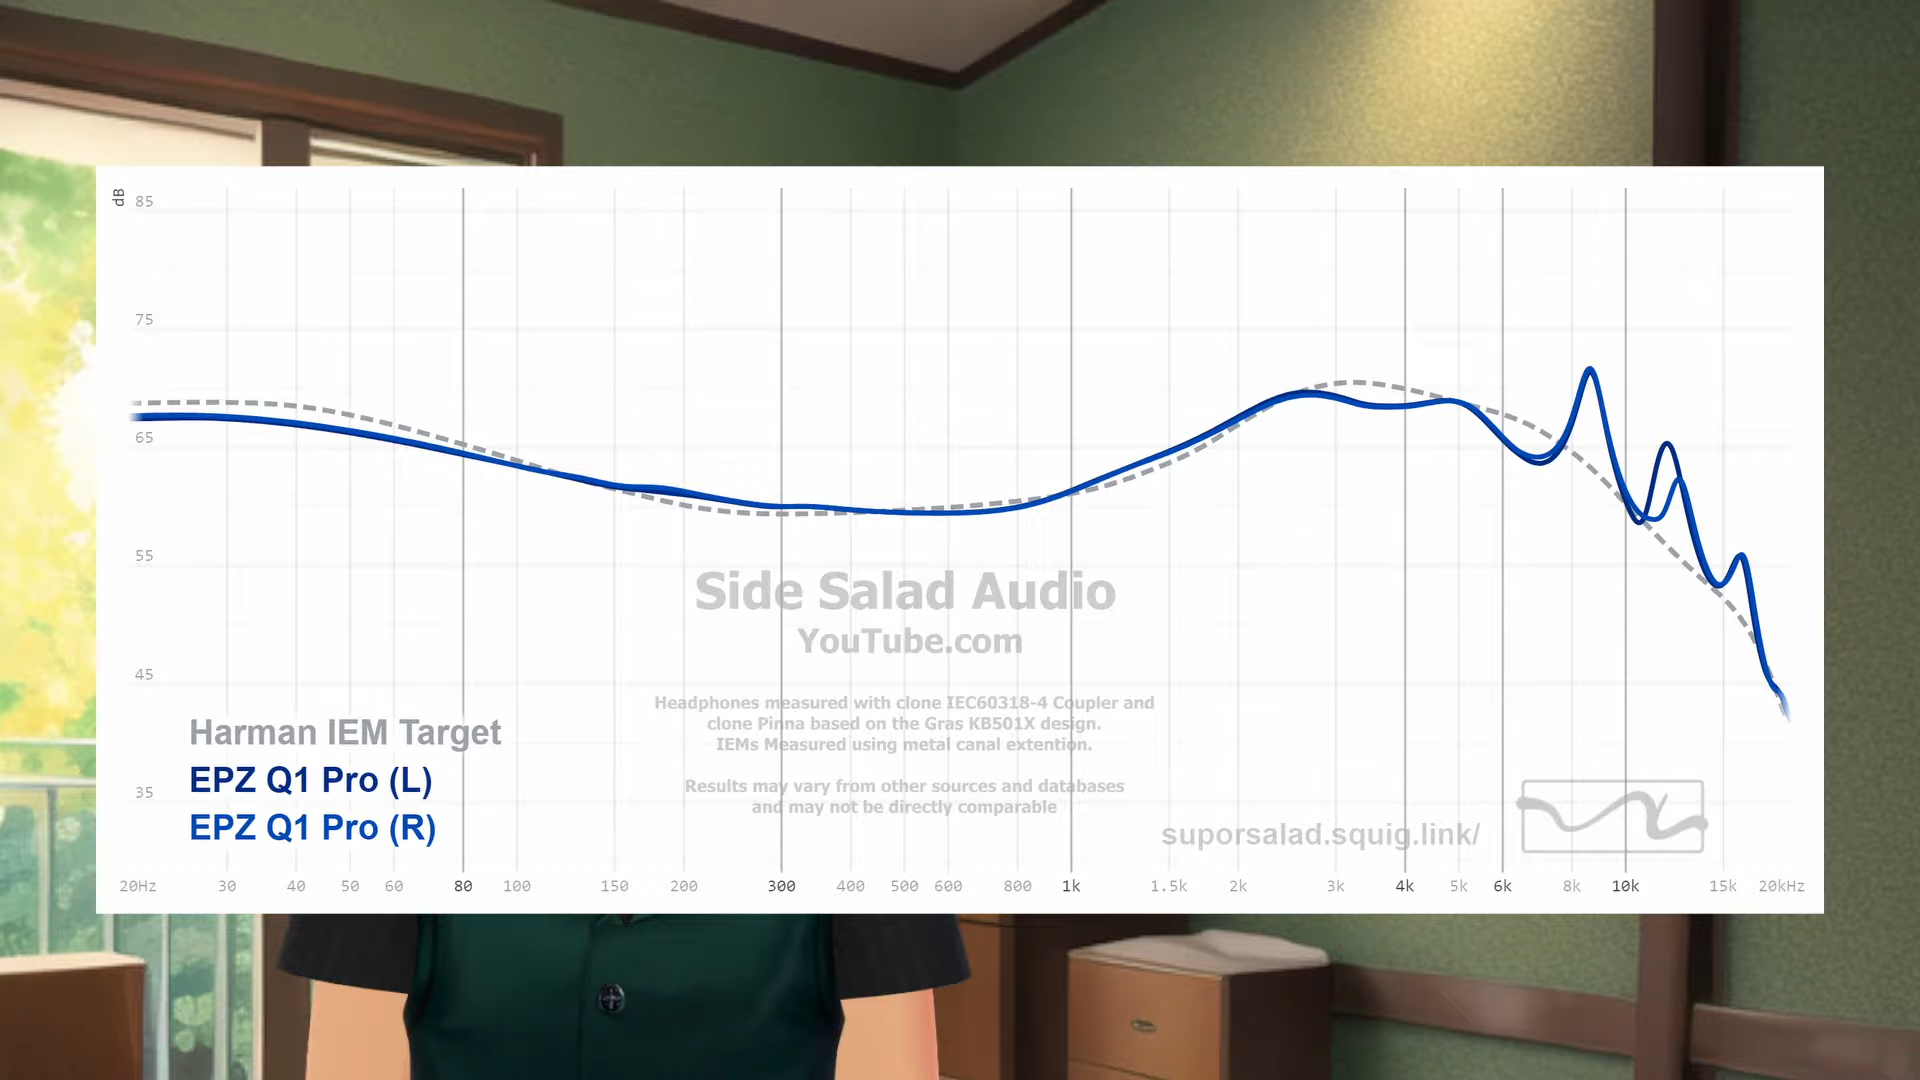 dB
85
75
65
55
45
35
Side Salad Audio
YouTube.com
Headphones measured with clone IEC60318-4 Coupler and
clone Pinna based on the Gras KB501X design.
IEMs Measured using metal canal extention.
Results may vary from other sources and databases
and may not be directly comparable
Harman IEM Target
EPZ Q1 Pro (L)
EPZ Q1 Pro (R)
suporsalad.squig.link/
20Hz 30 40 50 60 80 100 150 200 300 400 500 600 800 1k 1.5k 2k 3k 4k 5k 6k 8k 10k 15k 20kHz